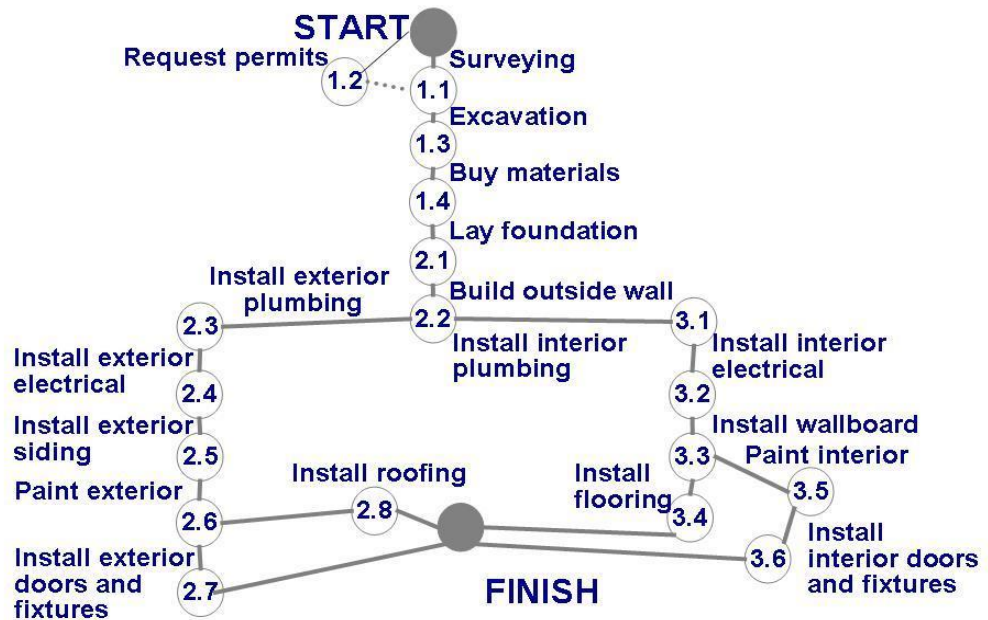 START
Request permits
1.2
Surveying
1.1
Excavation
1.3
Buy materials
1.4
Lay foundation
2.1
Install exterior
plumbing
Build outside wall
2.2
2.3
3.1
Install interior
plumbing
Install exterior
electrical
Install interior
electrical
2.4
3.2
Install exterior
siding
Install wallboard
2.5
3.3
Paint interior
Paint exterior
Install roofing
Install
flooring
3.5
2.6
2.8
3.4
Install exterior
doors and
fixtures
2.7
3.6
Install
interior doors
and fixtures
FINISH